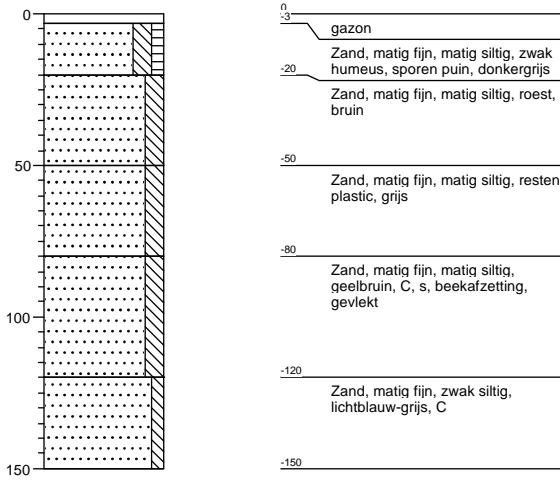 0
50
100
150
0
-3
gazon
Zand, matig fijn, matig siltig, zwak
humeus, sporen puin, donkergrijs
-20
Zand, matig fijn, matig siltig, roest,
bruin
-50
Zand, matig fijn, matig siltig, resten
plastic, grijs
-80
Zand, matig fijn, matig siltig,
geelbruin, C, s, beekafzetting,
gevlekt
-120
Zand, matig fijn, zwak siltig,
lichtblauw-grijs, C
-150